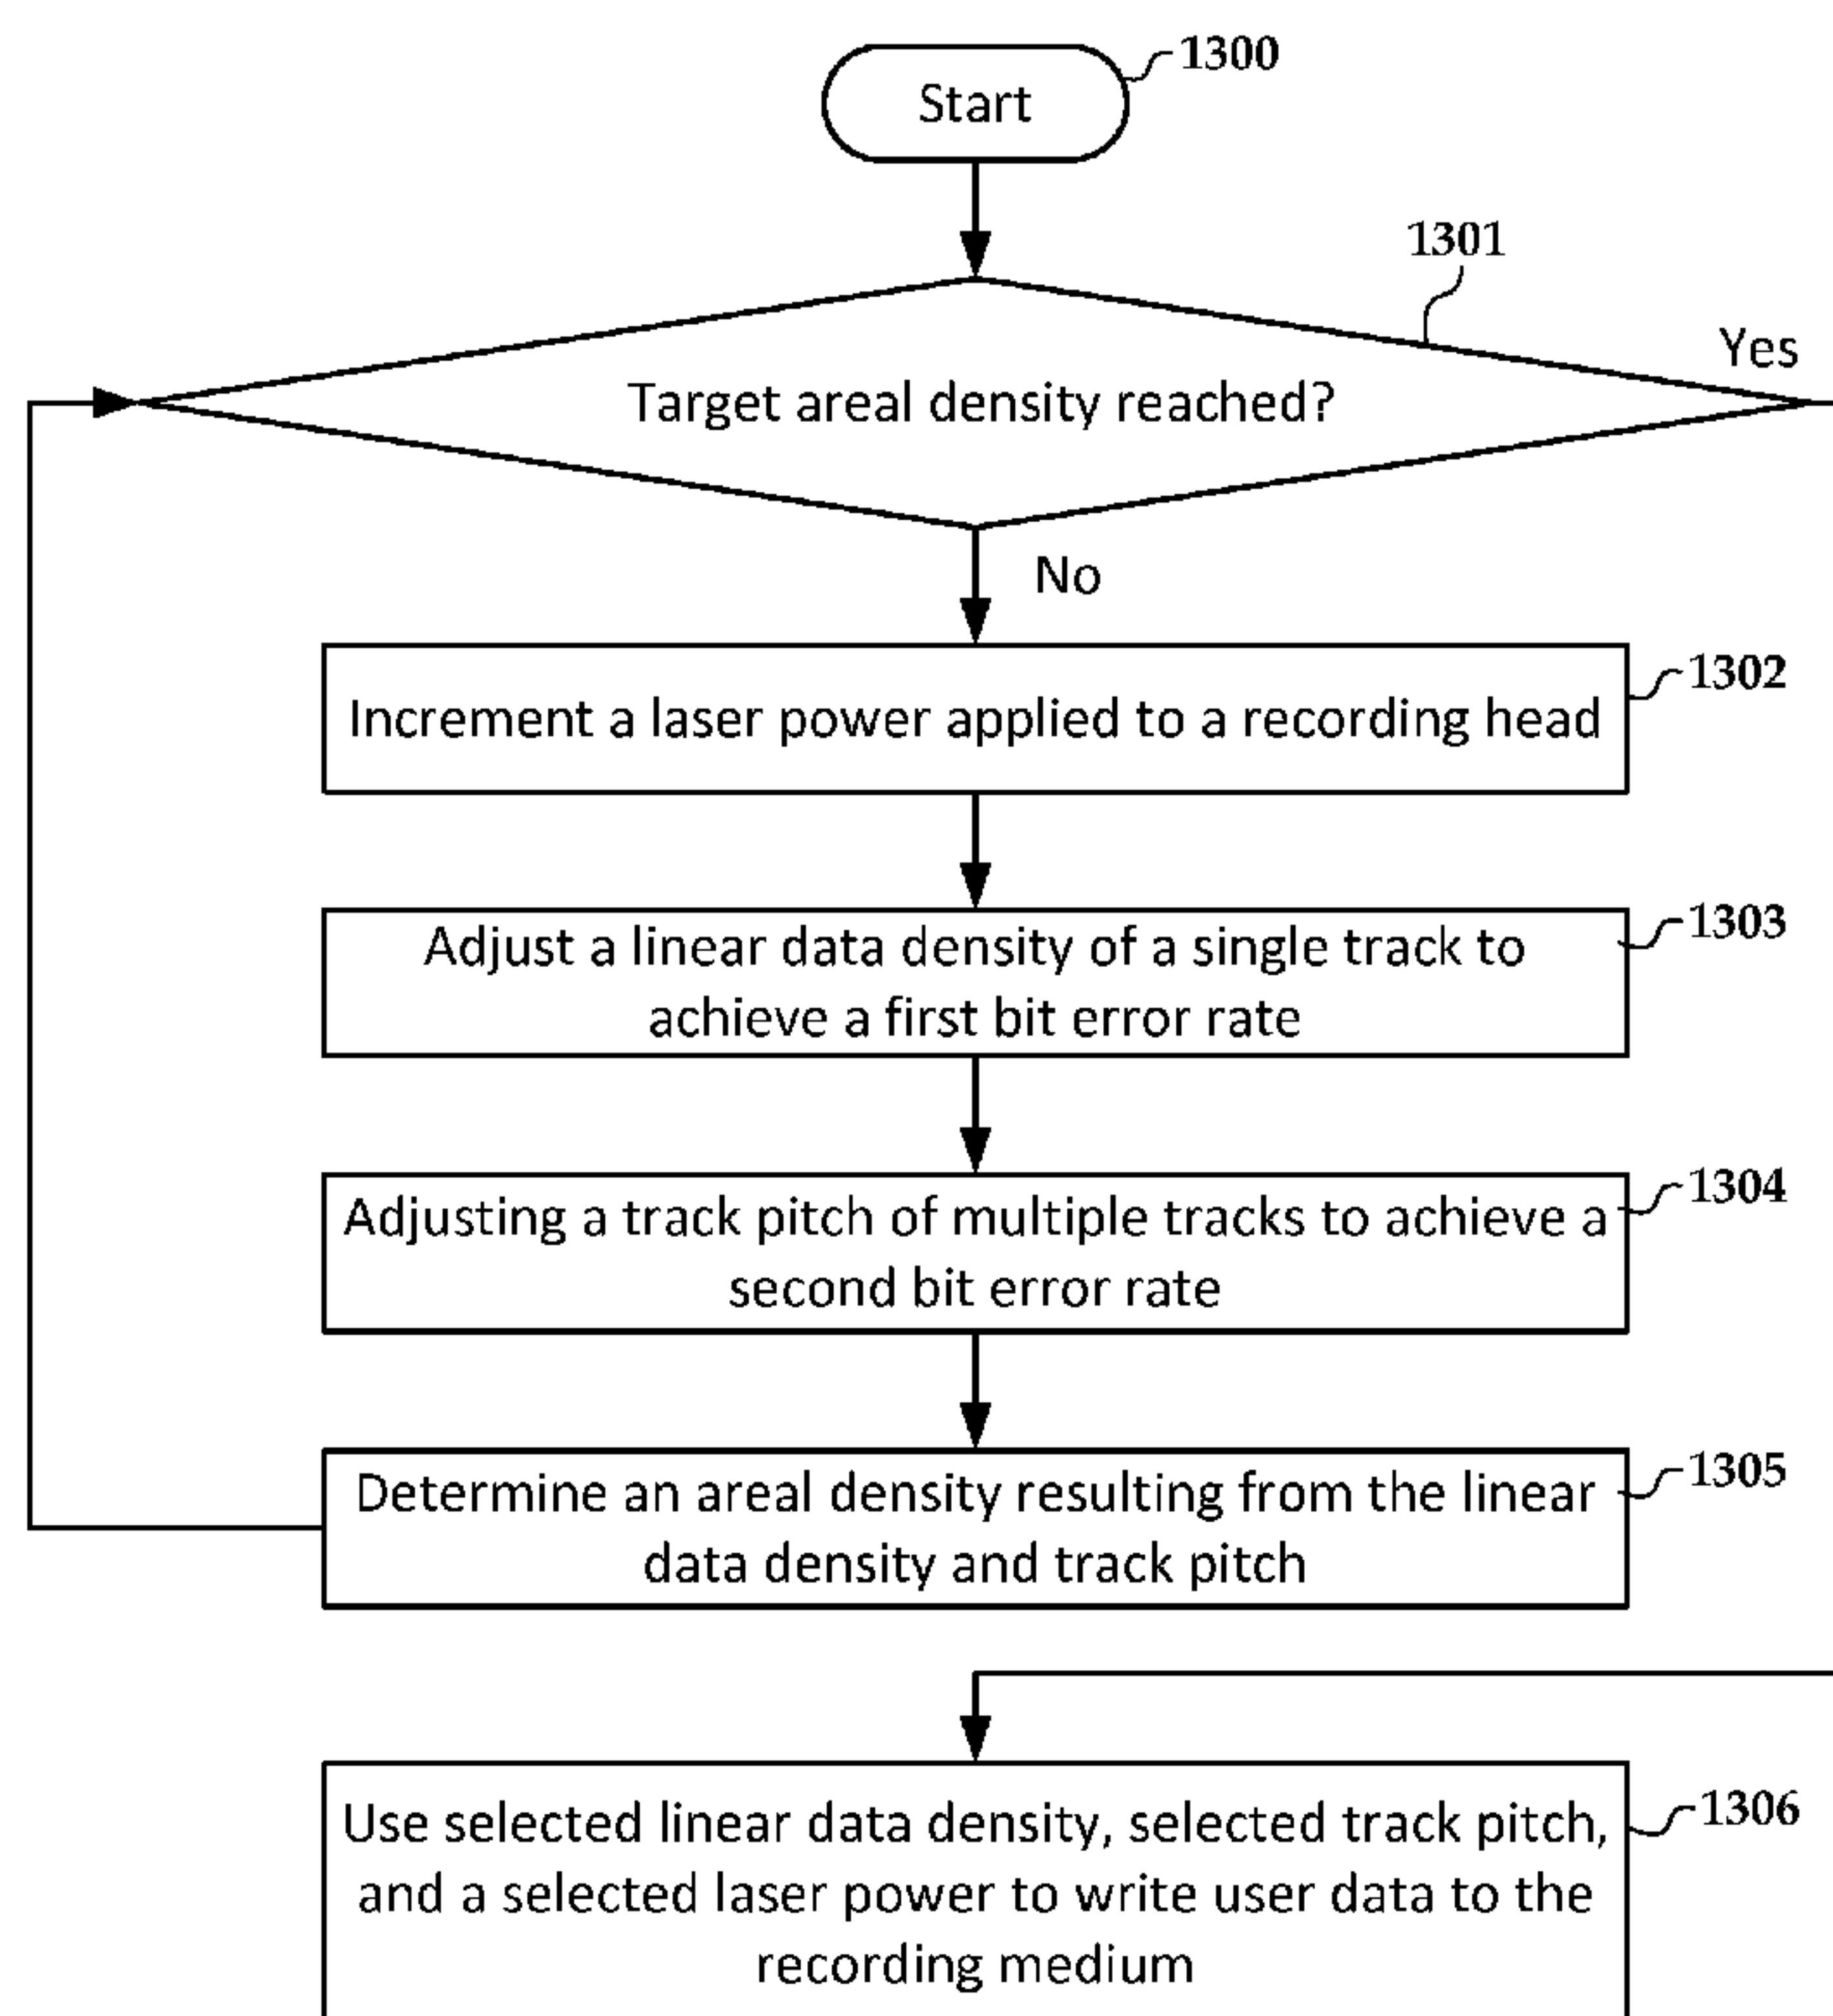 1300
Start
1301
Yes
Target areal density reached?
No
1302
Increment a laser power applied to a recording head
1303
Adjust a linear data density of a single track to
achieve a first bit error rate
1304
Adjusting a track pitch of multiple tracks to achieve a
second bit error rate
1305
Determine an areal density resulting from the linear
data density and track pitch
1306
Use selected linear data density, selected track pitch,
and a selected laser power to write user data to the
recording medium